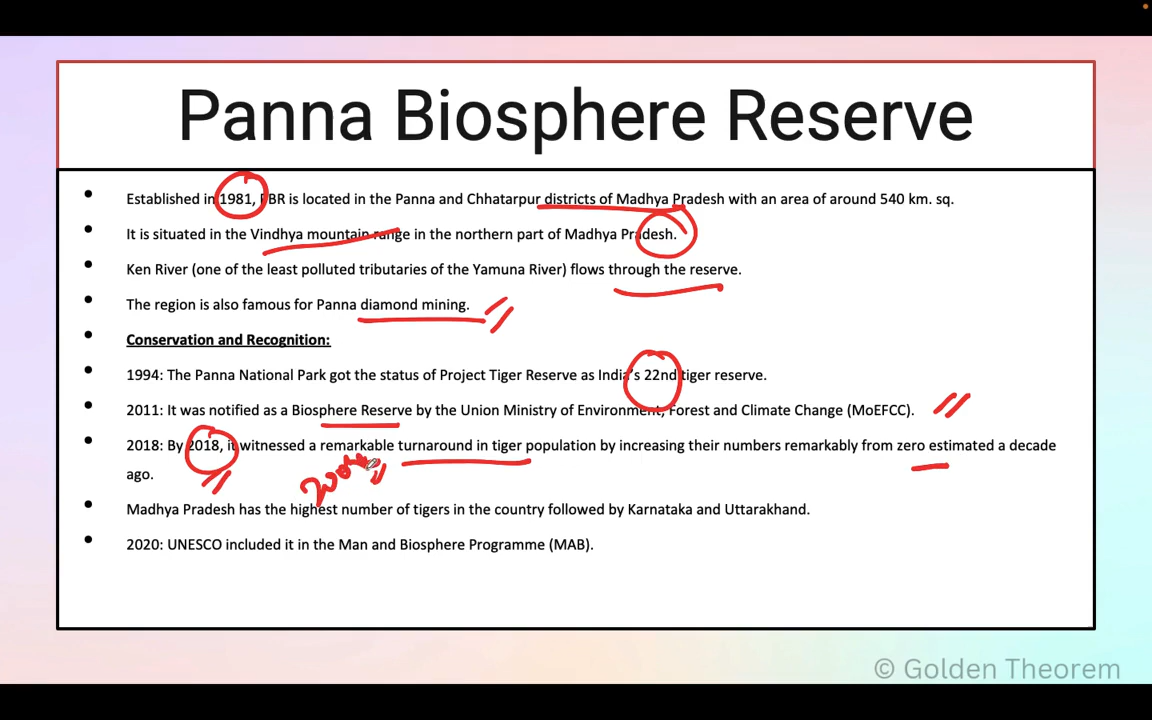 Panna Biosphere Reserve
• Established in 1981, PBR is located in the Panna and Chhatarpur districts of Madhya Pradesh with an area of around 540 km. sq.
• It is situated in the Vindhya mountain range in the northern part of Madhya Pradesh.
• Ken River (one of the least polluted tributaries of the Yamuna River) flows through the reserve.
• The region is also famous for Panna diamond mining.
• Conservation and Recognition:
• 1994: The Panna National Park got the status of Project Tiger Reserve as India's 22nd tiger reserve.
• 2011: It was notified as a Biosphere Reserve by the Union Ministry of Environment, Forest and Climate Change (MoEFCC).
• 2018: By 2018, it witnessed a remarkable turnaround in tiger population by increasing their numbers remarkably from zero estimated a decade
ago.
• Madhya Pradesh has the highest number of tigers in the country followed by Karnataka and Uttarakhand.
• 2020: UNESCO included it in the Man and Biosphere Programme (MAB).
© Golden Theorem